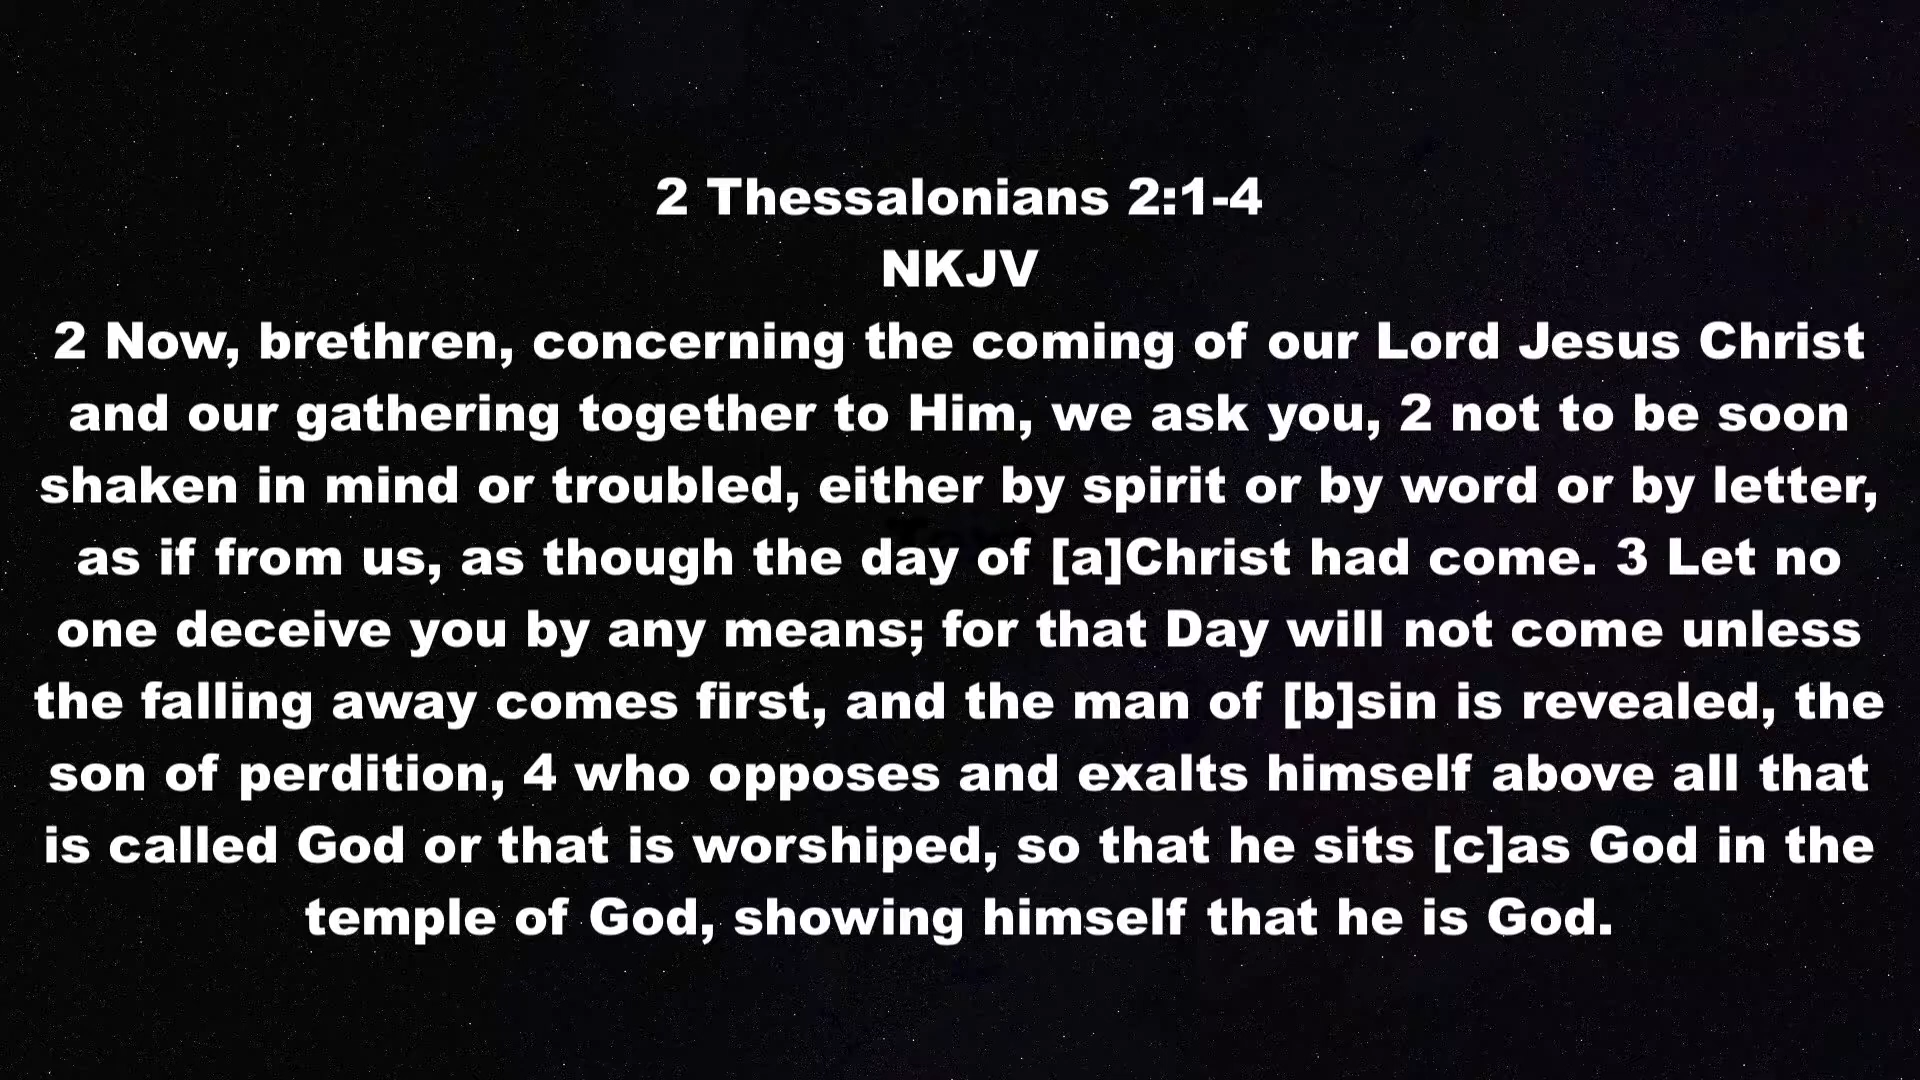 2 Thessalonians 2:1-4
NKJV
2 Now, brethren, concerning the coming of our Lord Jesus Christ
and our gathering together to Him, we ask you, 2 not to be soon
shaken in mind or troubled, either by spirit or by word or by letter,
as if from us, as though the day of [a]Christ had come. 3 Let no
one deceive you by any means; for that Day will not come unless
the falling away comes first, and the man of [b]sin is revealed, the
son of perdition, 4 who opposes and exalts himself above all that
is called God or that is worshiped, so that he sits [c]as God in the
temple of God, showing himself that he is God.